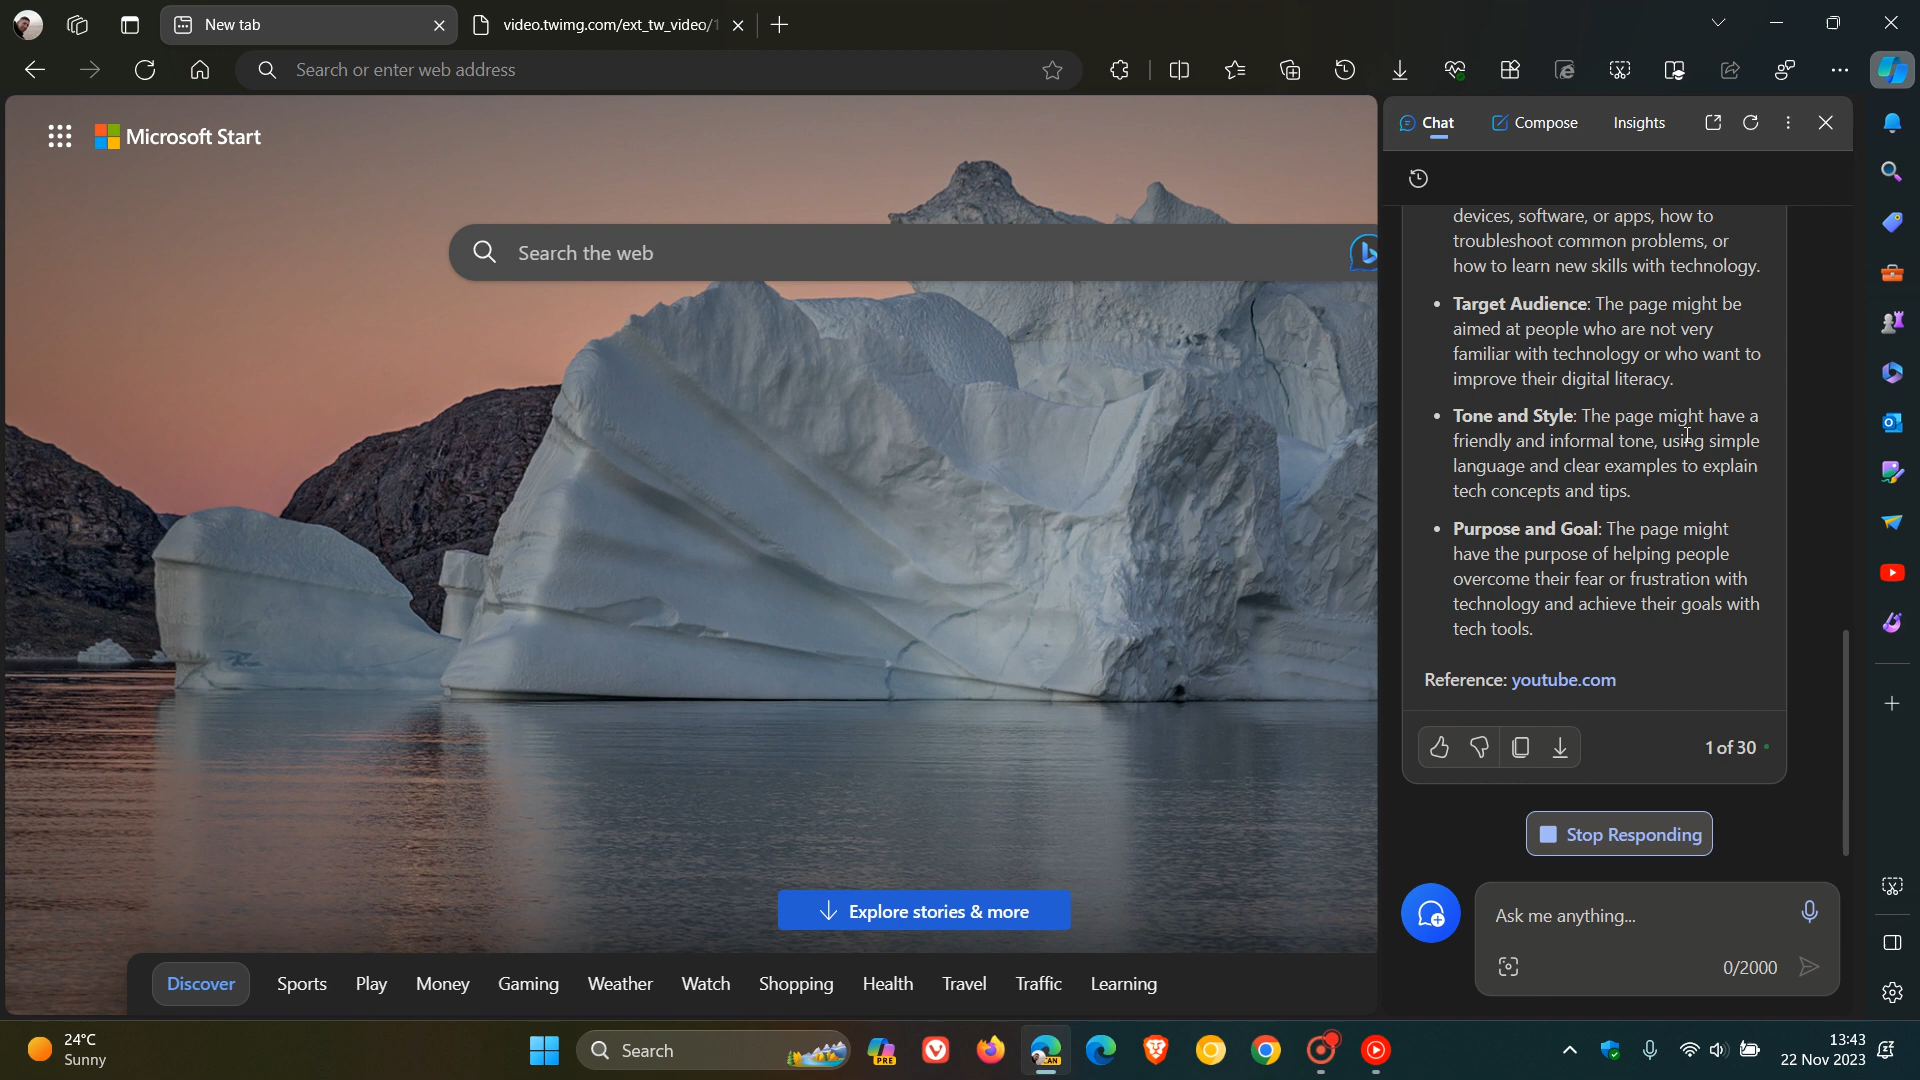 New tab
video.twimg.com/ext_tw_video/1
Search or enter web address
Microsoft Start
Search the web
Explore stories & more
Discover
Sports
Play
Money
Gaming
Weather
Watch
Shopping
Health
Travel
Traffic
Learning
Chat
Compose
Insights
devices, software, or apps, how to
troubleshoot common problems, or
how to learn new skills with technology.
• Target Audience: The page might be
aimed at people who are not very
familiar with technology or who want to
improve their digital literacy.
• Tone and Style: The page might have a
friendly and informal tone, using simple
language and clear examples to explain
tech concepts and tips.
• Purpose and Goal: The page might
have the purpose of helping people
overcome their fear or frustration with
technology and achieve their goals with
tech tools.
Reference: youtube.com
1 of 30
Stop Responding
Ask me anything...
0/2000
24°C
Sunny
Search
PRE
CAN
13:43
22 Nov 2023